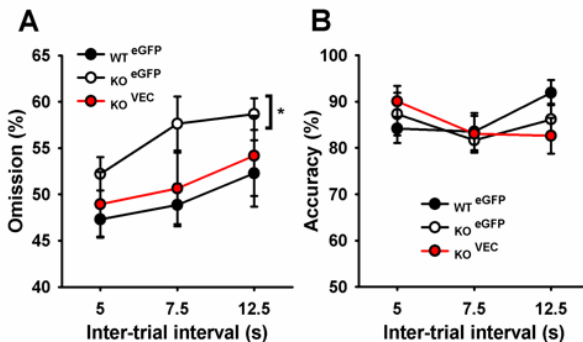 A
WT eGFP
KO eGFP
KO VEC
*
Omission (%)
65
60
55
50
45
40
5 7.5 12.5
Inter-trial interval (s)
B
Accuracy (%)
100
90
80
70
60
50
WT eGFP
KO eGFP
KO VEC
5 7.5 12.5
Inter-trial interval (s)